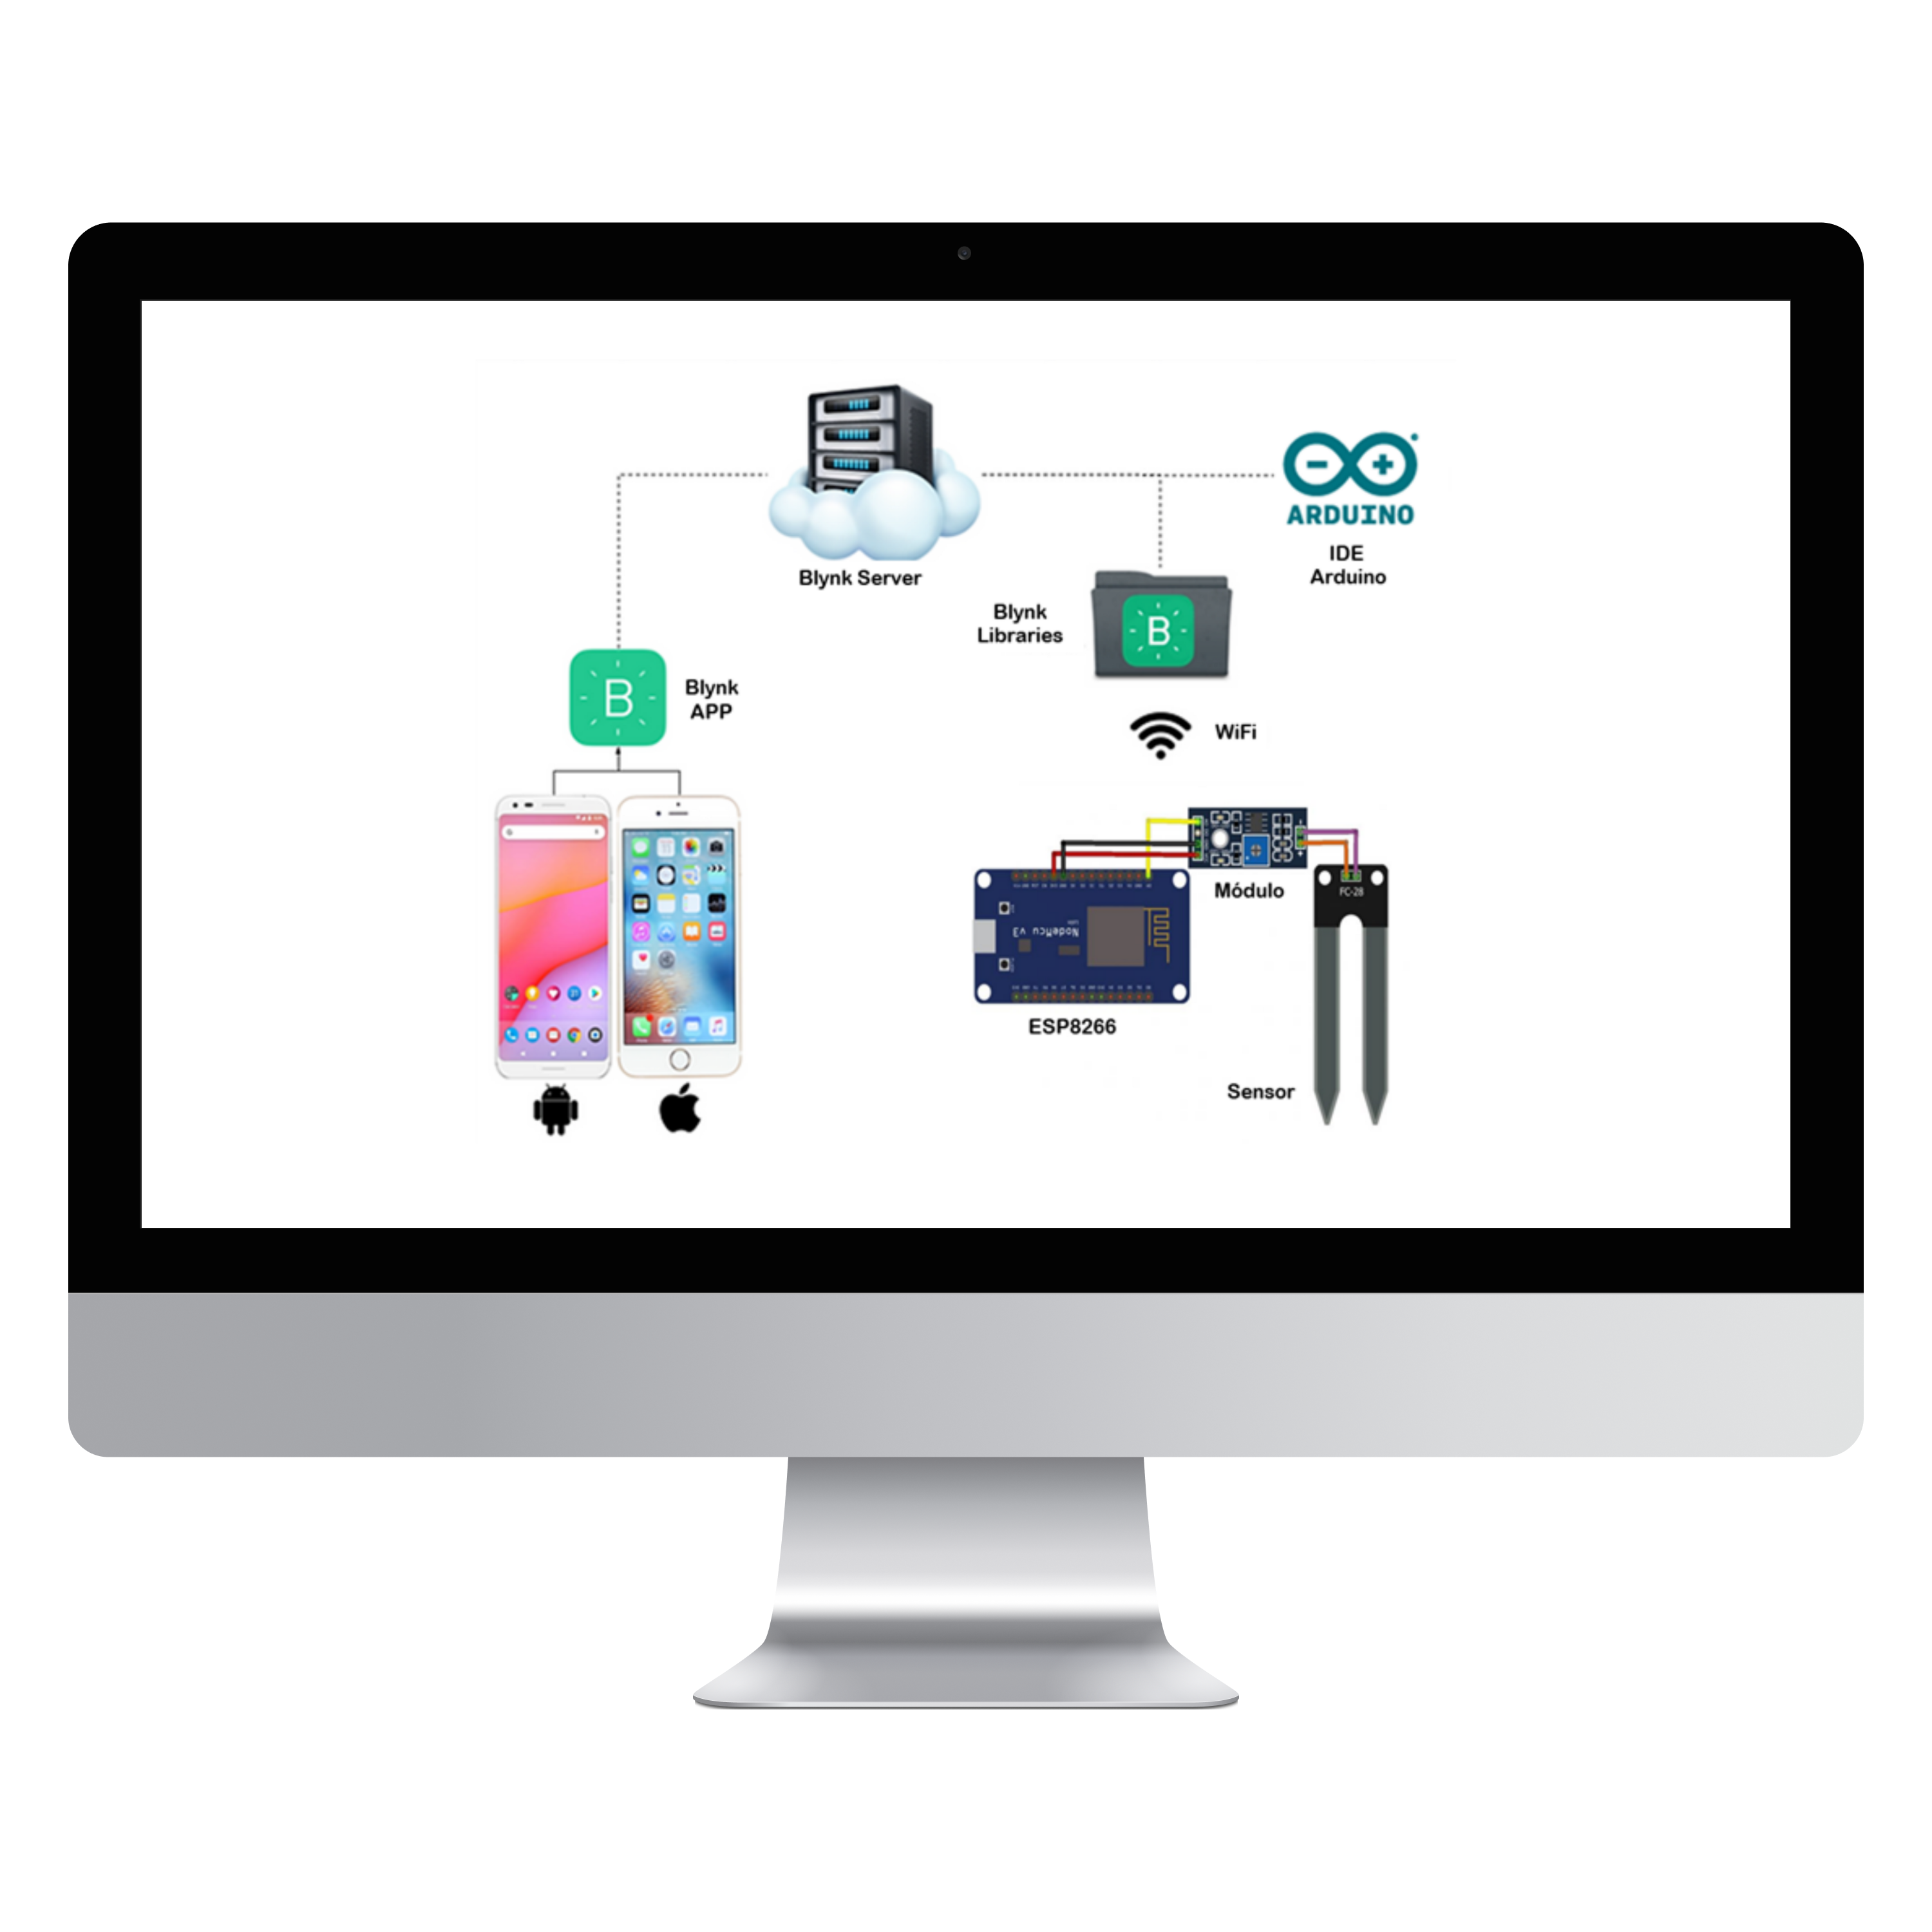 Blynk Server
ARDUINO
IDE
Arduino
Blynk
Libraries
B
B
Blynk
APP
WiFi
Módulo
FC-28
NodeMcu v3
ESP8266
Sensor